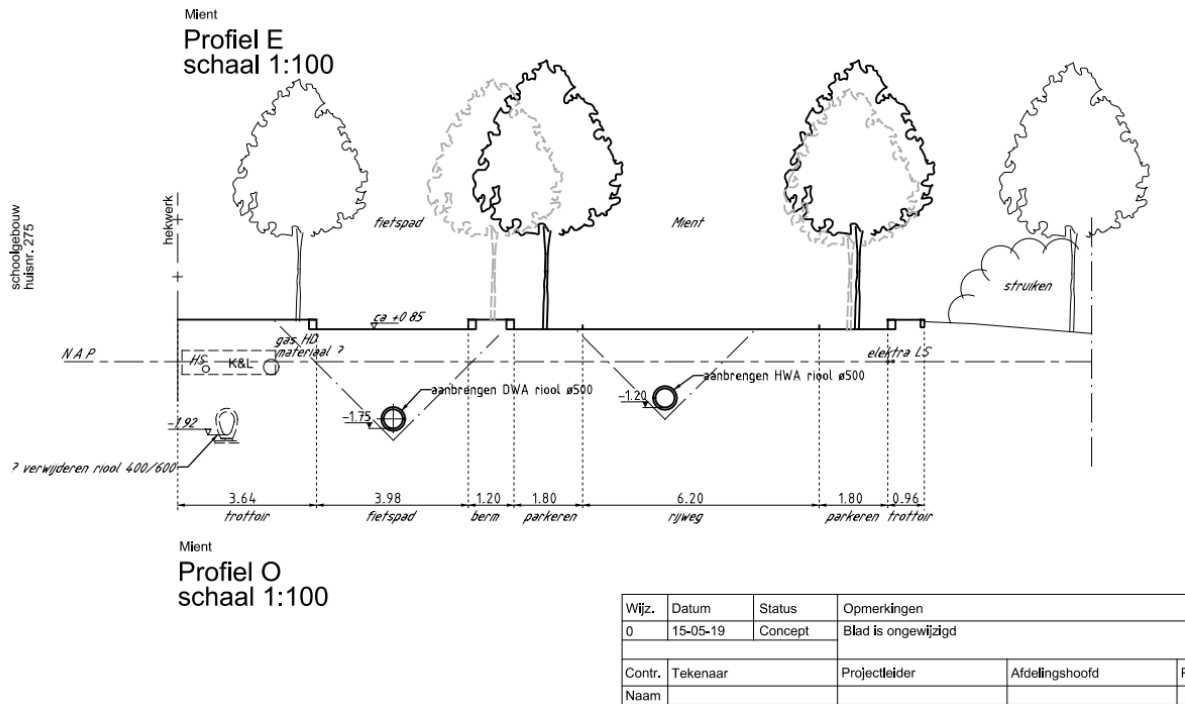 Mient
Profiel E
schaal 1:100
schoolgebouw
huisnr. 275
hekwerk
fietspad
Mient
struiken
ca +0.85
N.A.P
HS
K&L
gas HD
materiaal ?
elektra LS
aanbrengen DWA riool ø500
-1.75
aanbrengen HWA riool ø500
-1.20
-1.92
? verwijderen riool 400/600
3.64 3.98 1.20 1.80 6.20 1.80 0.96
trottoir fietspad berm parkeren rijweg parkeren trottoir
Mient
Profiel O
schaal 1:100
Wijz. Datum Status Opmerkingen
0 15-05-19 Concept Blad is ongewijzigd
Contr. Tekenaar Projectleider Afdelingshoofd
Naam